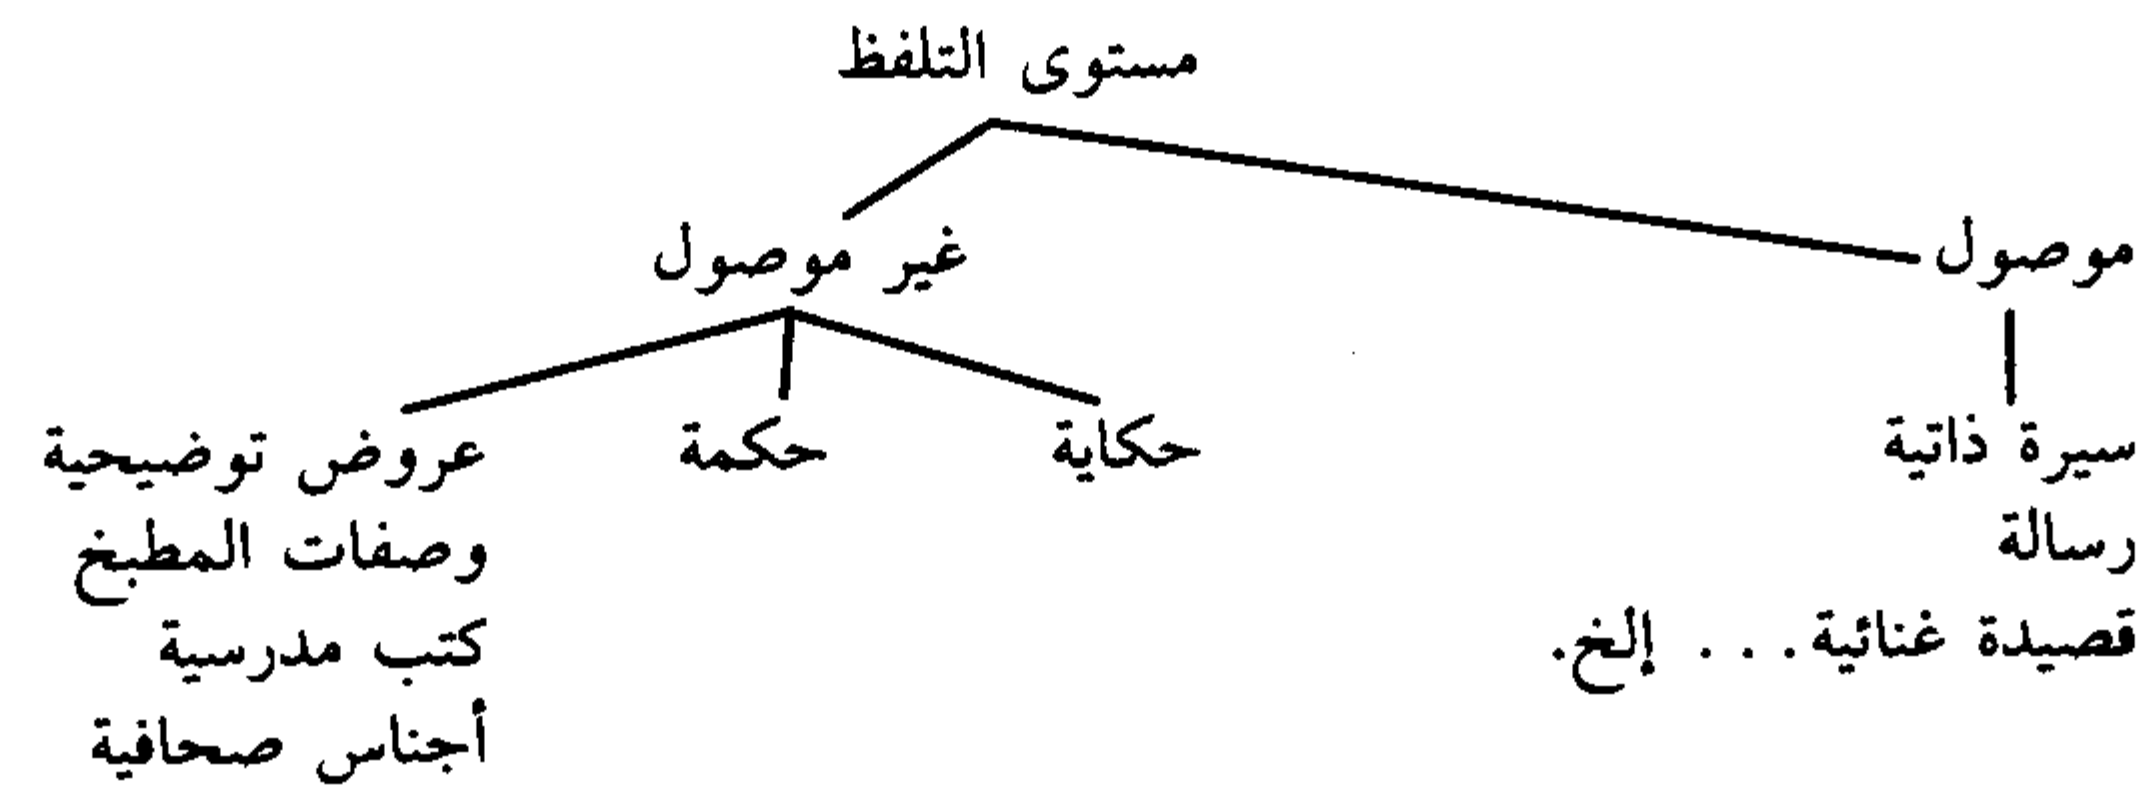 مستوى التلفظ
موصول
غير موصول
سيرة ذاتية
رسالة
قصيدة غنائية... إلخ.
حكاية
حكمة
عروض توضيحية
وصفات المطبخ
كتب مدرسية
أجناس صحافية